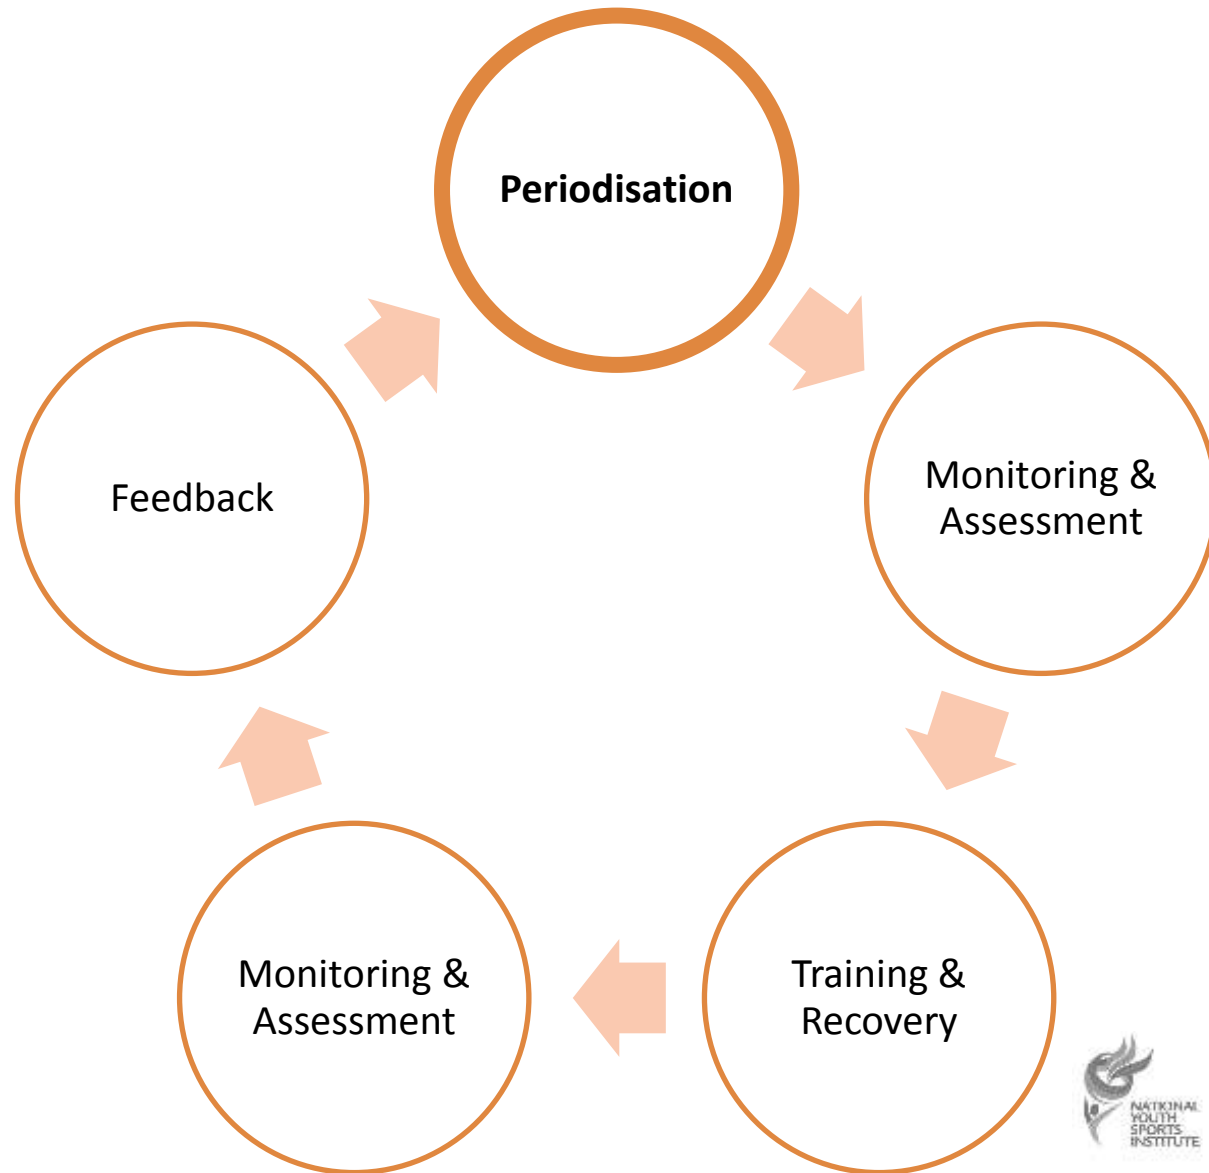 Periodisation
Monitoring &
Assessment
Training &
Recovery
Monitoring &
Assessment
Feedback
NATIONAL
YOUTH
SPORTS
INSTITUTE